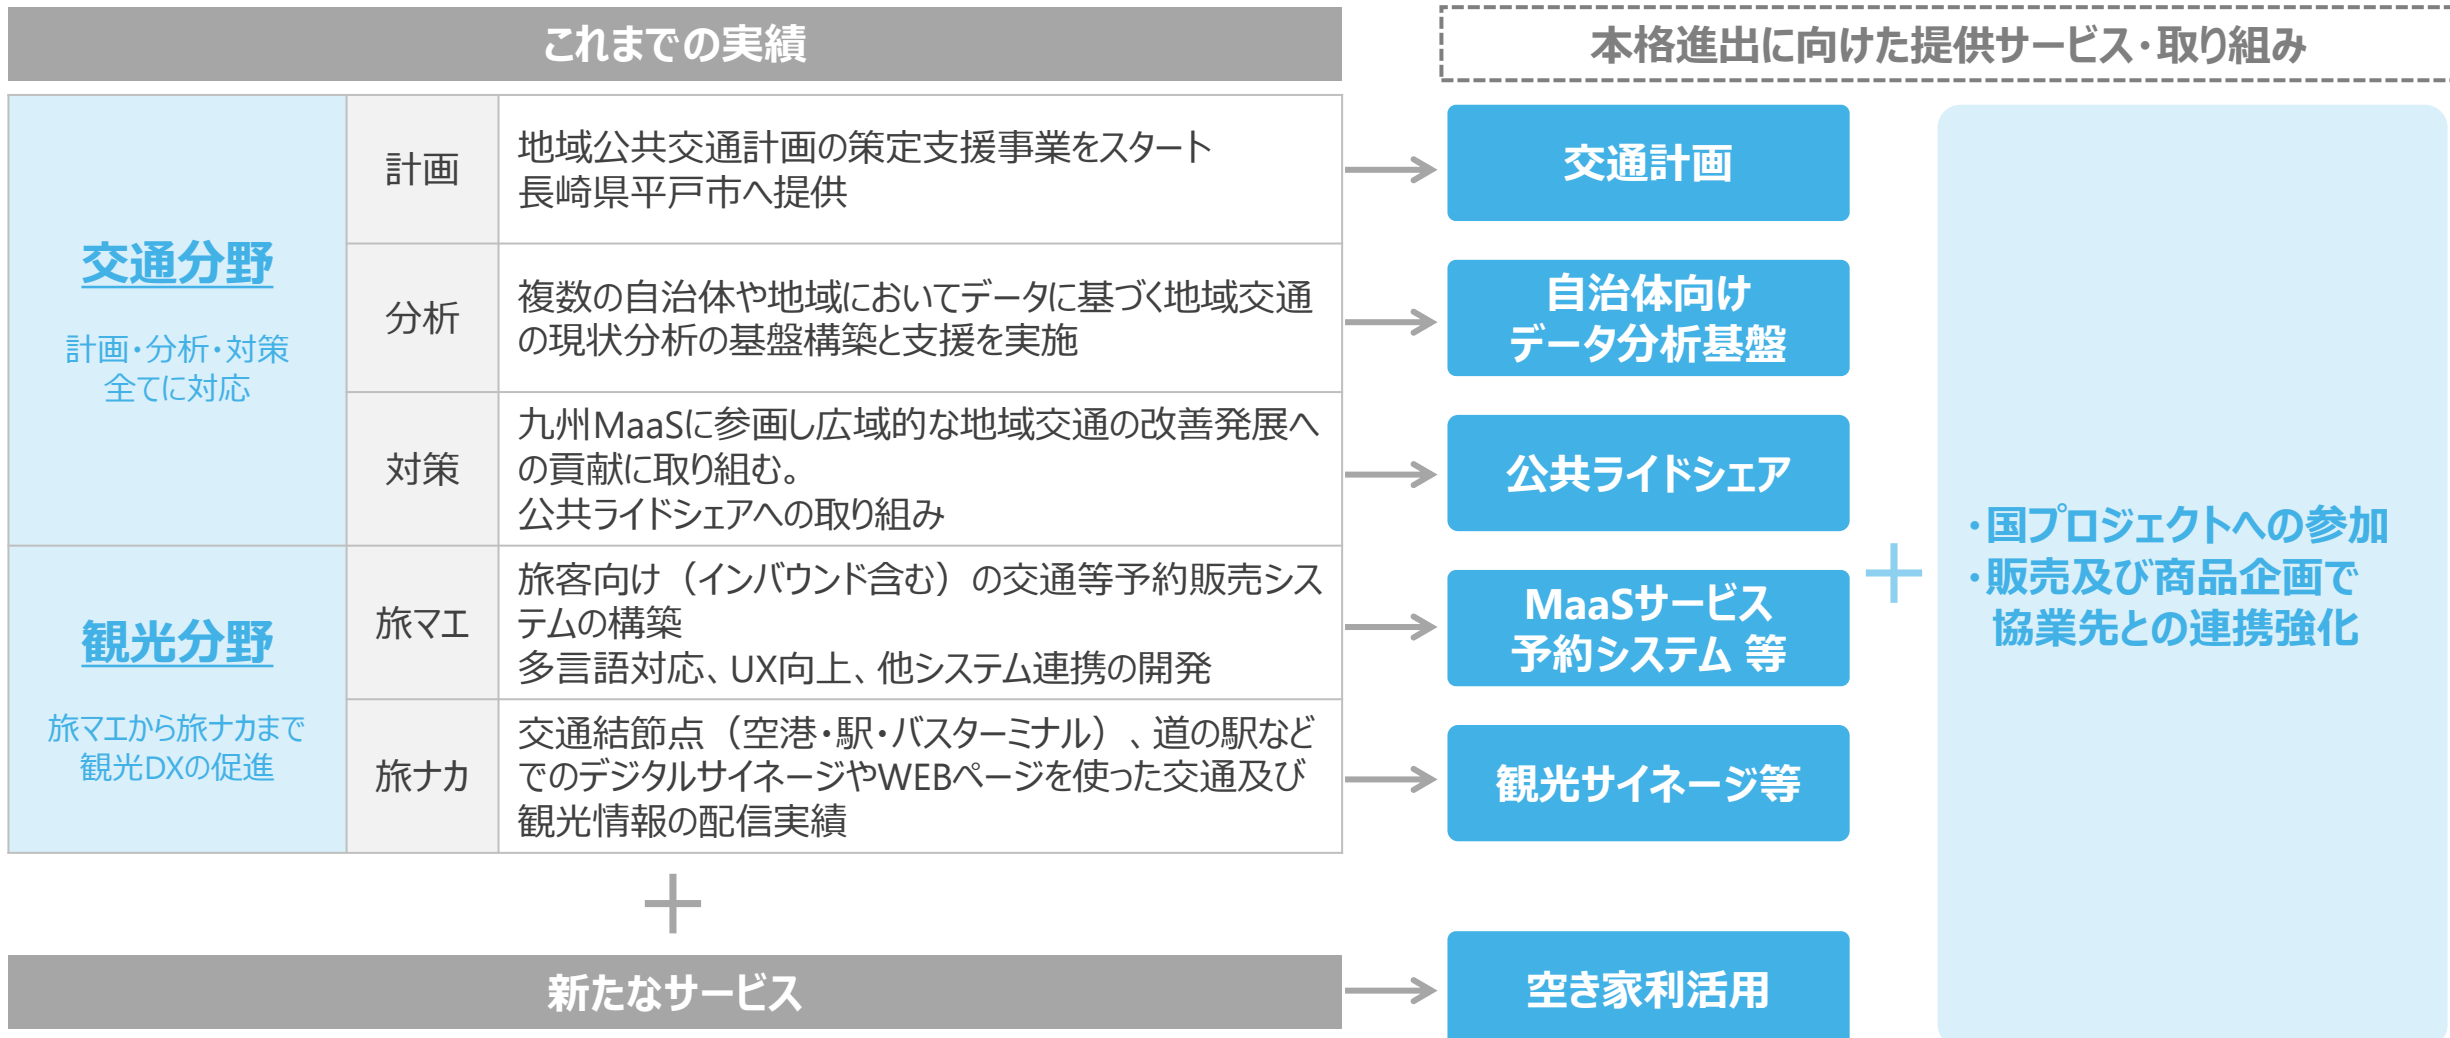 これまでの実績
本格進出に向けた提供サービス・取り組み
交通分野
計画・分析・対策
全てに対応
計画
地域公共交通計画の策定支援事業をスタート
長崎県平戸市へ提供
交通計画
分析
複数の自治体や地域においてデータに基づく地域交通
の現状分析の基盤構築と支援を実施
自治体向け
データ分析基盤
対策
九州MaaSに参画し広域的な地域交通の改善発展へ
の貢献に取り組む。
公共ライドシェアへの取り組み
公共ライドシェア
観光分野
旅マエから旅ナカまで
観光DXの促進
旅マエ
旅客向け（インバウンド含む）の交通等予約販売シス
テムの構築
多言語対応、UX向上、他システム連携の開発
MaaSサービス
予約システム 等
旅ナカ
交通結節点（空港・駅・バスターミナル）、道の駅など
でのデジタルサイネージやWEBページを使った交通及び
観光情報の配信実績
観光サイネージ等
＋
新たなサービス
空き家利活用
＋
・国プロジェクトへの参加
・販売及び商品企画で
協業先との連携強化